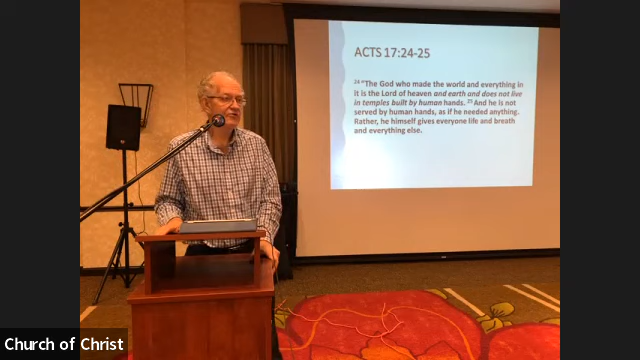 ACTS 17:24-25
24 "The God who made the world and everything in
it is the Lord of heaven and earth and does not live
in temples built by human hands. 25 And he is not
served by human hands, as if he needed anything.
Rather, he himself gives everyone life and breath
and everything else.
Church of Christ